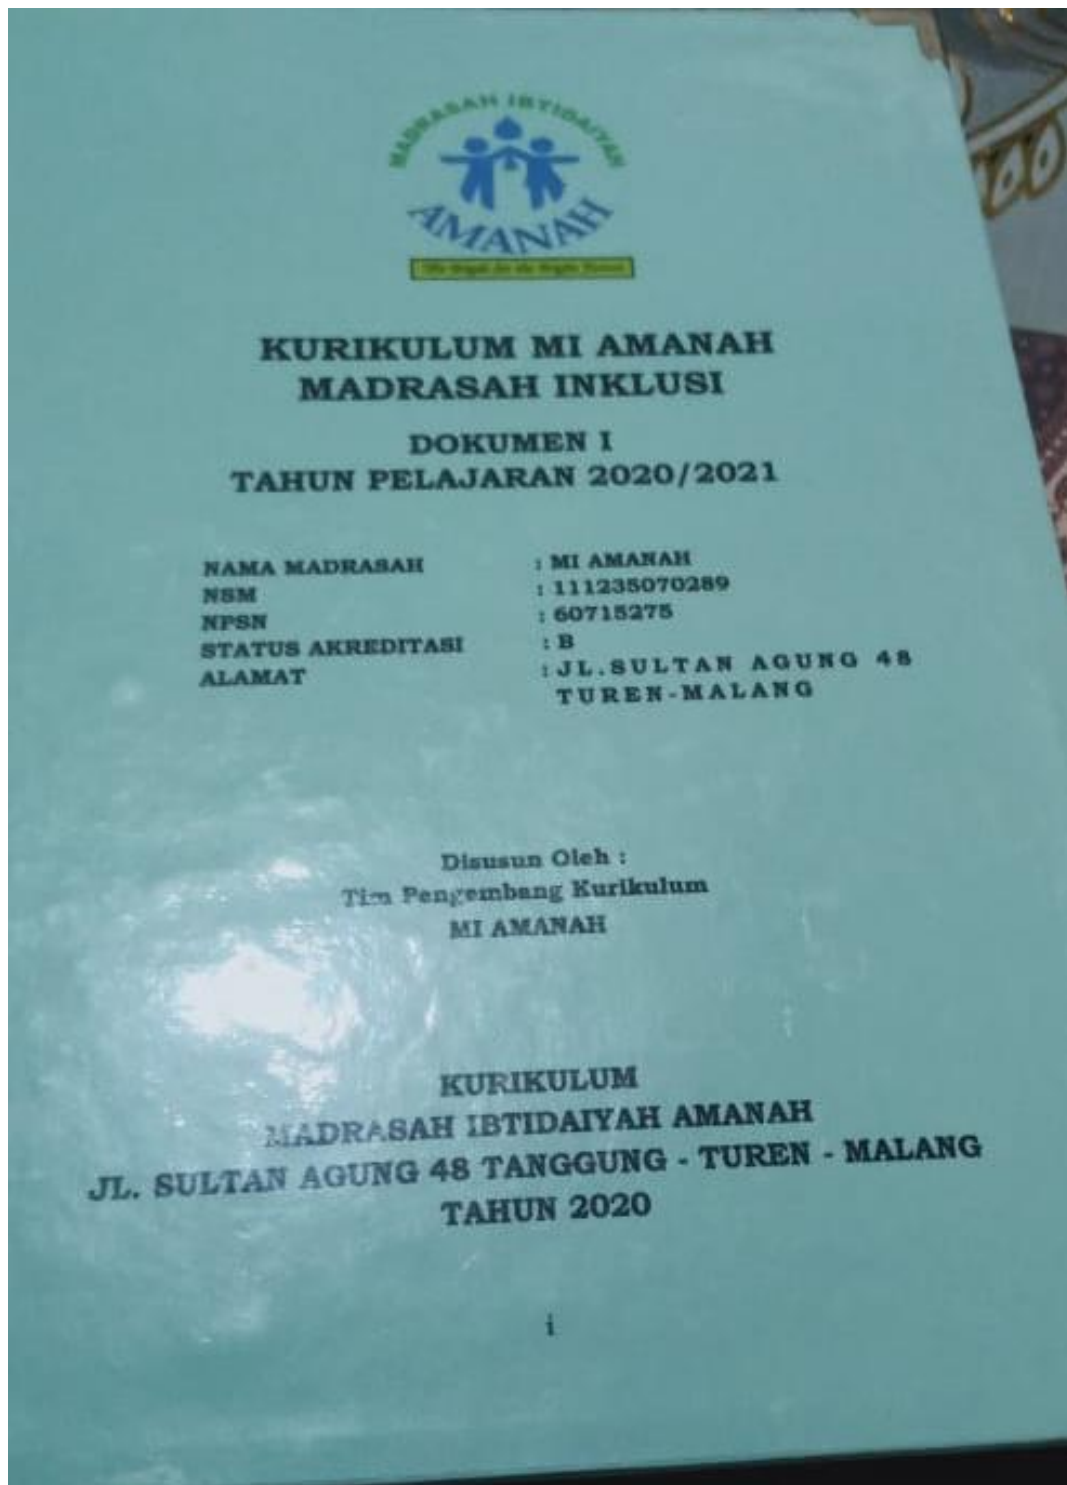 MADRASAH IBTIDAIYAH
AMANAH
KURIKULUM MI AMANAH
MADRASAH INKLUSI
DOKUMEN I
TAHUN PELAJARAN 2020/2021
NAMA MADRASAH : MI AMANAH
NSM : 111235070289
NPSN : 60715275
STATUS AKREDITASI : B
ALAMAT : JL.SULTAN AGUNG 48
TUREN-MALANG
Disusun Oleh :
Tim Pengembang Kurikulum
MI AMANAH
KURIKULUM
MADRASAH IBTIDAIYAH AMANAH
JL. SULTAN AGUNG 48 TANGGUNG - TUREN - MALANG
TAHUN 2020
i